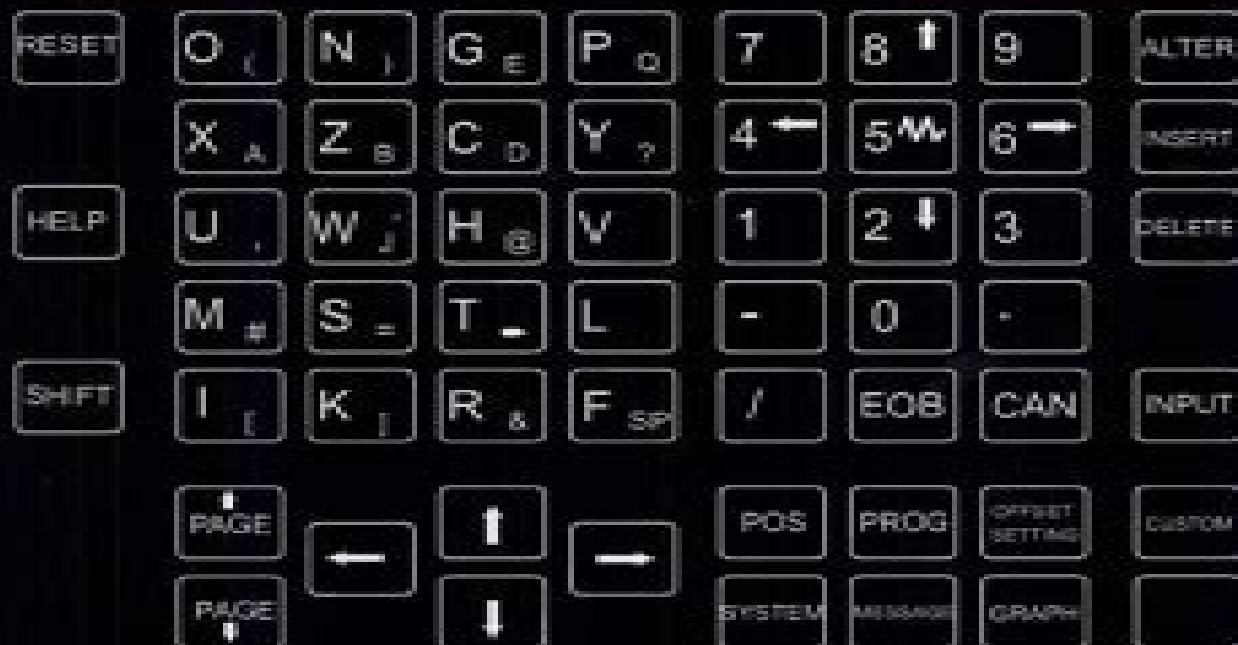 RESET O ( N ) G E P Q 7 8 ↑ 9 ALTER
X A Z B C D Y ? 4 ← 5 6 → INSERT
HELP U , W H @ V 1 2 ↓ 3 DELETE
M # S = T L - 0 .
SHIFT I [ K ] R & F SP / EOB CAN INPUT
PAGE ↑ POS PROG OFFSET
SETTING CUSTOM
← →
PAGE ↓ SYSTEM MESSAGE GRAPH